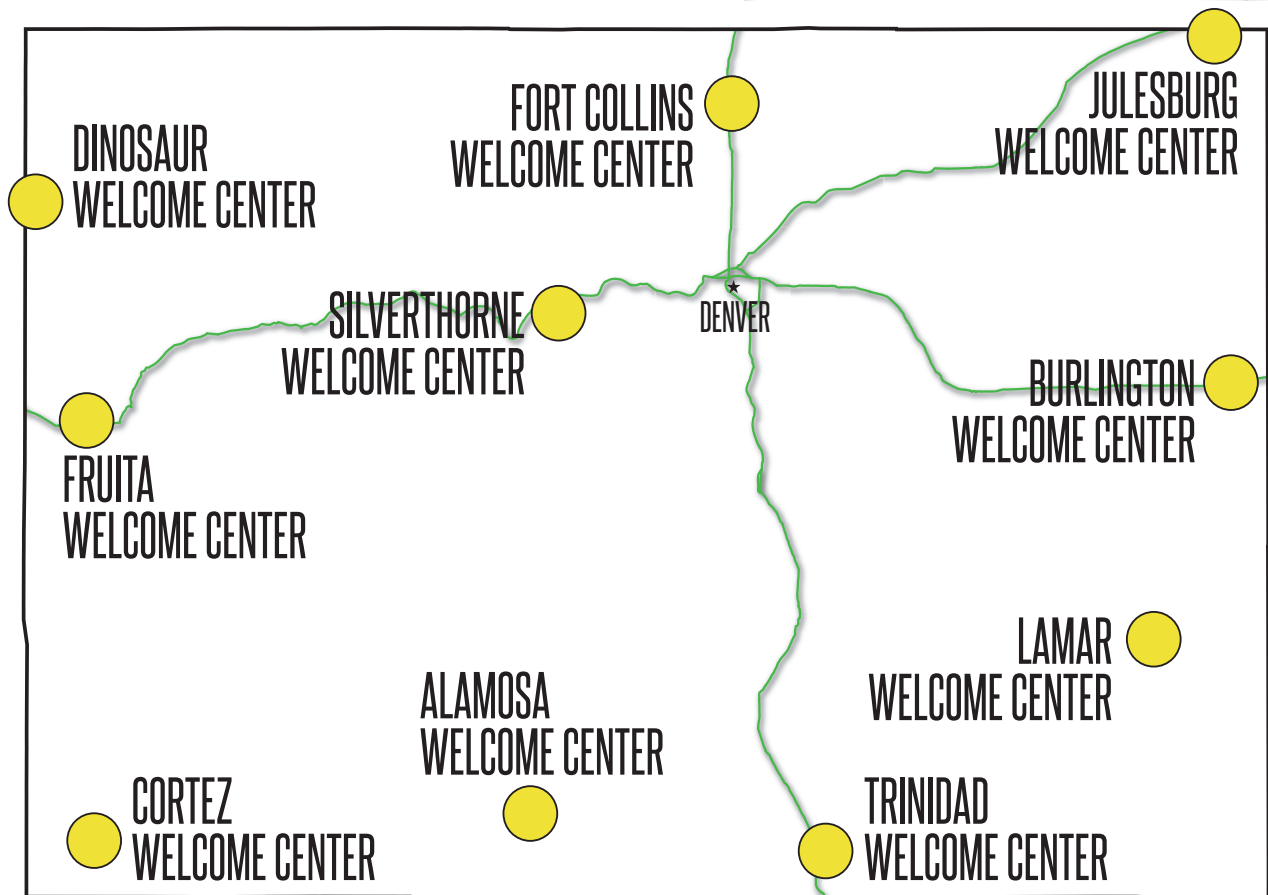 FORT COLLINS
WELCOME CENTER
JULESBURG
WELCOME CENTER
DINOSAUR
WELCOME CENTER
SILVERTHORNE
WELCOME CENTER
DENVER
BURLINGTON
WELCOME CENTER
FRUITA
WELCOME CENTER
LAMAR
WELCOME CENTER
ALAMOSA
WELCOME CENTER
CORTEZ
WELCOME CENTER
TRINIDAD
WELCOME CENTER